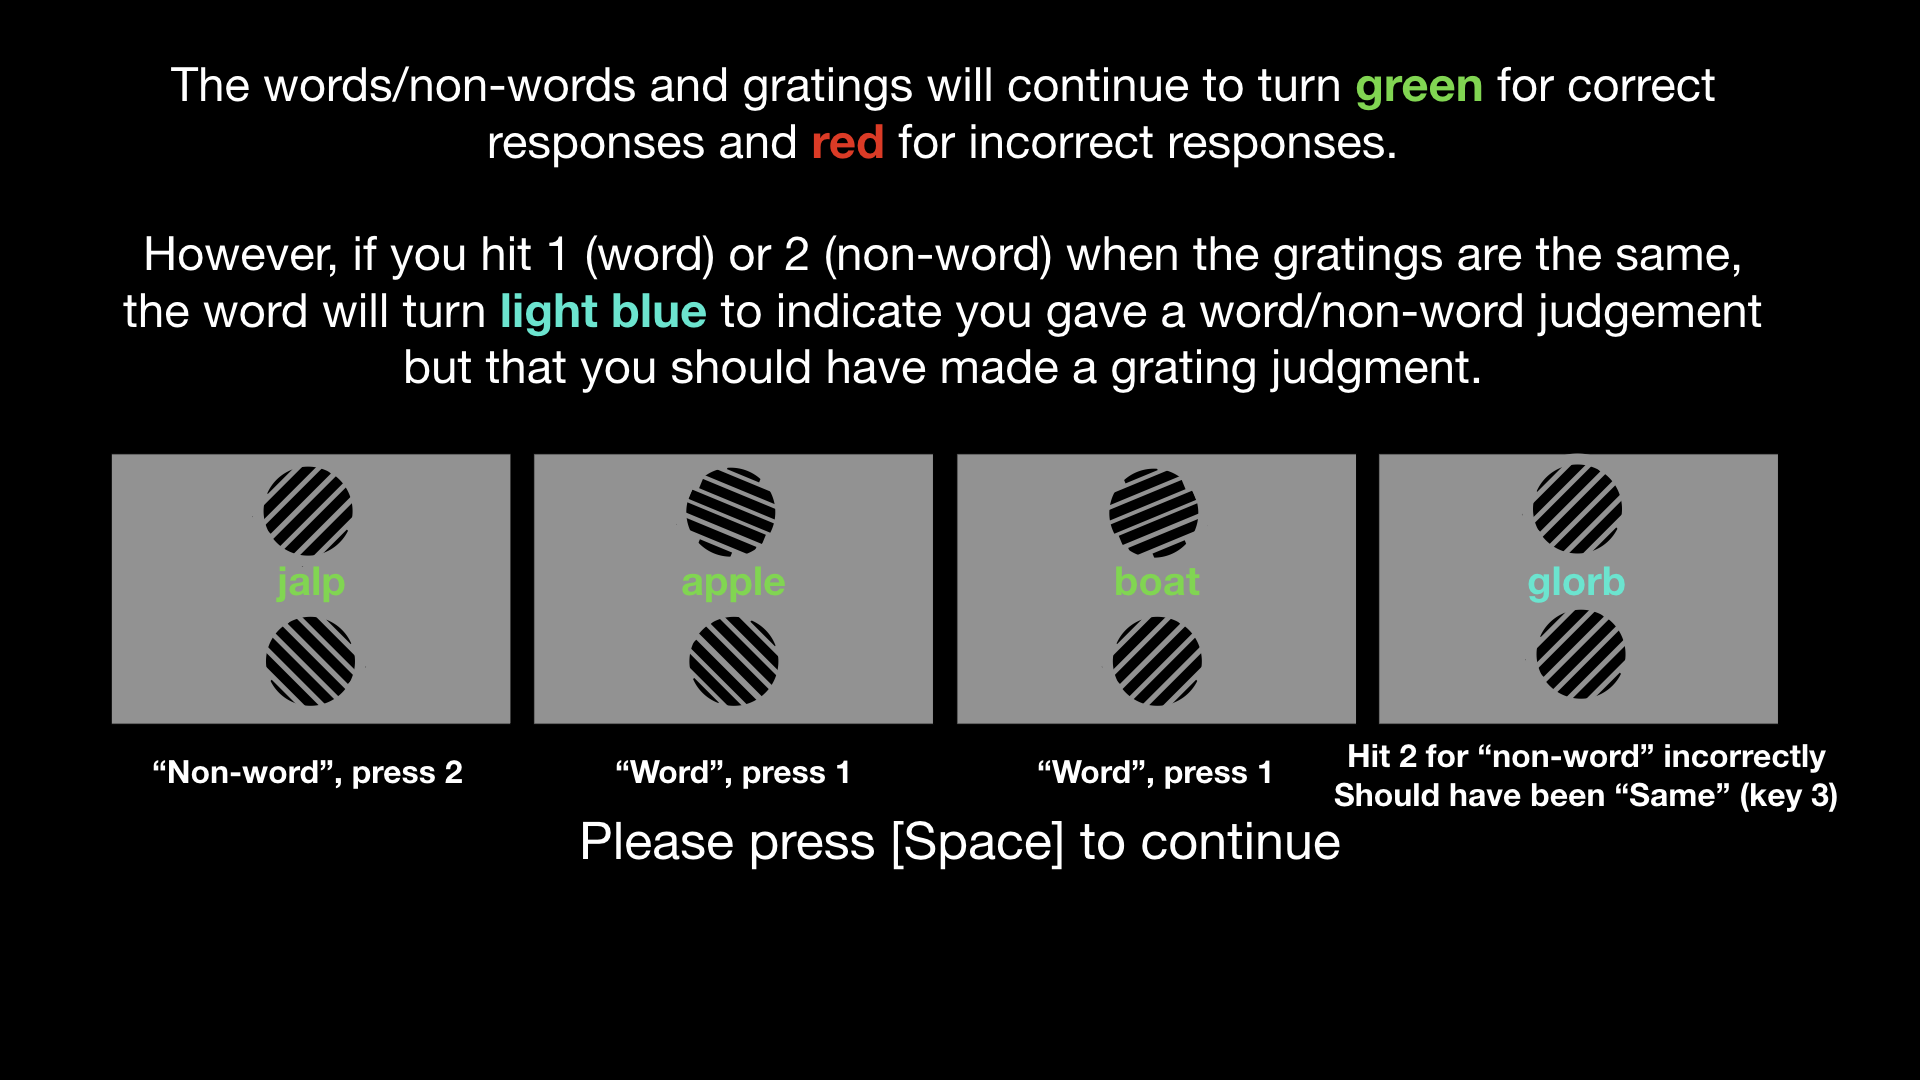 The words/non-words and gratings will continue to turn green for correct
responses and red for incorrect responses.
However, if you hit 1 (word) or 2 (non-word) when the gratings are the same,
the word will turn light blue to indicate you gave a word/non-word judgement
but that you should have made a grating judgment.
jalp
apple
boat
glorb
“Non-word”, press 2
“Word”, press 1
“Word”, press 1
Hit 2 for “non-word” incorrectly
Should have been “Same” (key 3)
Please press [Space] to continue